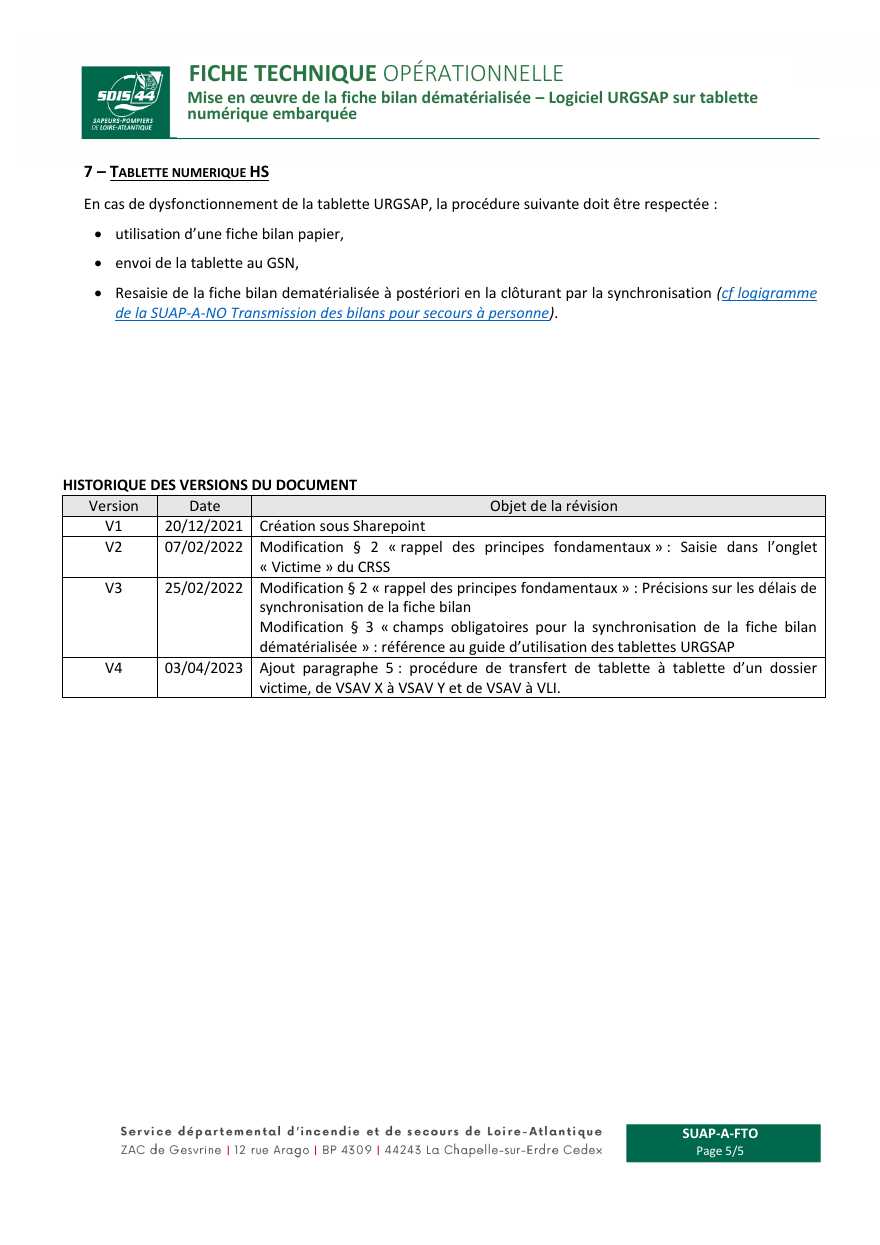 SDIS 44
SAPEURS-POMPIERS
DE LOIRE-ATLANTIQUE
FICHE TECHNIQUE OPÉRATIONNELLE
Mise en œuvre de la fiche bilan dématérialisée – Logiciel URGSAP sur tablette
numérique embarquée
7 – TABLETTE NUMERIQUE HS
En cas de dysfonctionnement de la tablette URGSAP, la procédure suivante doit être respectée :
• utilisation d’une fiche bilan papier,
• envoi de la tablette au GSN,
• Resaisie de la fiche bilan dematérialisée à postériori en la clôturant par la synchronisation (cf logigramme
de la SUAP-A-NO Transmission des bilans pour secours à personne).
HISTORIQUE DES VERSIONS DU DOCUMENT
Version Date Objet de la révision
V1 20/12/2021 Création sous Sharepoint
V2 07/02/2022 Modification § 2 « rappel des principes fondamentaux » : Saisie dans l’onglet
« Victime » du CRSS
V3 25/02/2022 Modification § 2 « rappel des principes fondamentaux » : Précisions sur les délais de
synchronisation de la fiche bilan
Modification § 3 « champs obligatoires pour la synchronisation de la fiche bilan
dématérialisée » : référence au guide d’utilisation des tablettes URGSAP
V4 03/04/2023 Ajout paragraphe 5 : procédure de transfert de tablette à tablette d’un dossier
victime, de VSAV X à VSAV Y et de VSAV à VLI.
Service départemental d’incendie et de secours de Loire-Atlantique
ZAC de Gesvrine | 12 rue Arago | BP 4309 | 44243 La Chapelle-sur-Erdre Cedex
SUAP-A-FTO
Page 5/5